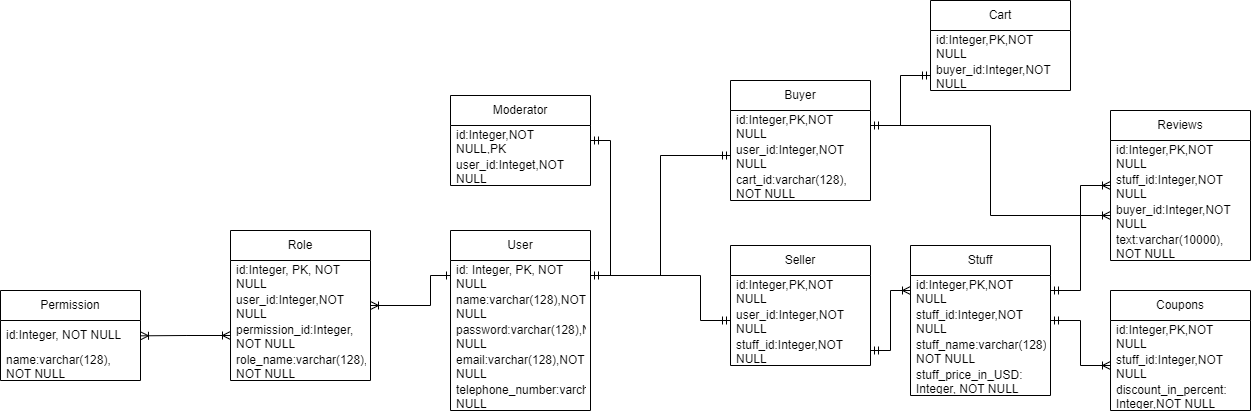 Cart
id:Integer,PK,NOT
NULL
buyer_id:Integer,NOT
NULL
Moderator
id:Integer,NOT
NULL,PK
user_id:Integet,NOT
NULL
Buyer
id:Integer,PK,NOT
NULL
user_id:Integer,NOT
NULL
cart_id:varchar(128),
NOT NULL
Reviews
id:Integer,PK,NOT
NULL
stuff_id:Integer,NOT
NULL
buyer_id:Integer,NOT
NULL
text:varchar(10000),
NOT NULL
Permission
id:Integer, NOT NULL
name:varchar(128),
NOT NULL
Role
id:Integer, PK, NOT
NULL
user_id:Integer,NOT
NULL
permission_id:Integer,
NOT NULL
role_name:varchar(128),
NOT NULL
User
id: Integer, PK, NOT
NULL
name:varchar(128),NOT
NULL
password:varchar(128),
NULL
email:varchar(128),NOT
NULL
telephone_number:varch
NULL
Seller
id:Integer,PK,NOT
NULL
user_id:Integer,NOT
NULL
stuff_id:Integer,NOT
NULL
Stuff
id:Integer,PK,NOT
NULL
stuff_id:Integer,NOT
NULL
stuff_name:varchar(128)
NOT NULL
stuff_price_in_USD:
Integer, NOT NULL
Coupons
id:Integer,PK,NOT
NULL
stuff_id:Integer,NOT
NULL
discount_in_percent:
Integer,NOT NULL